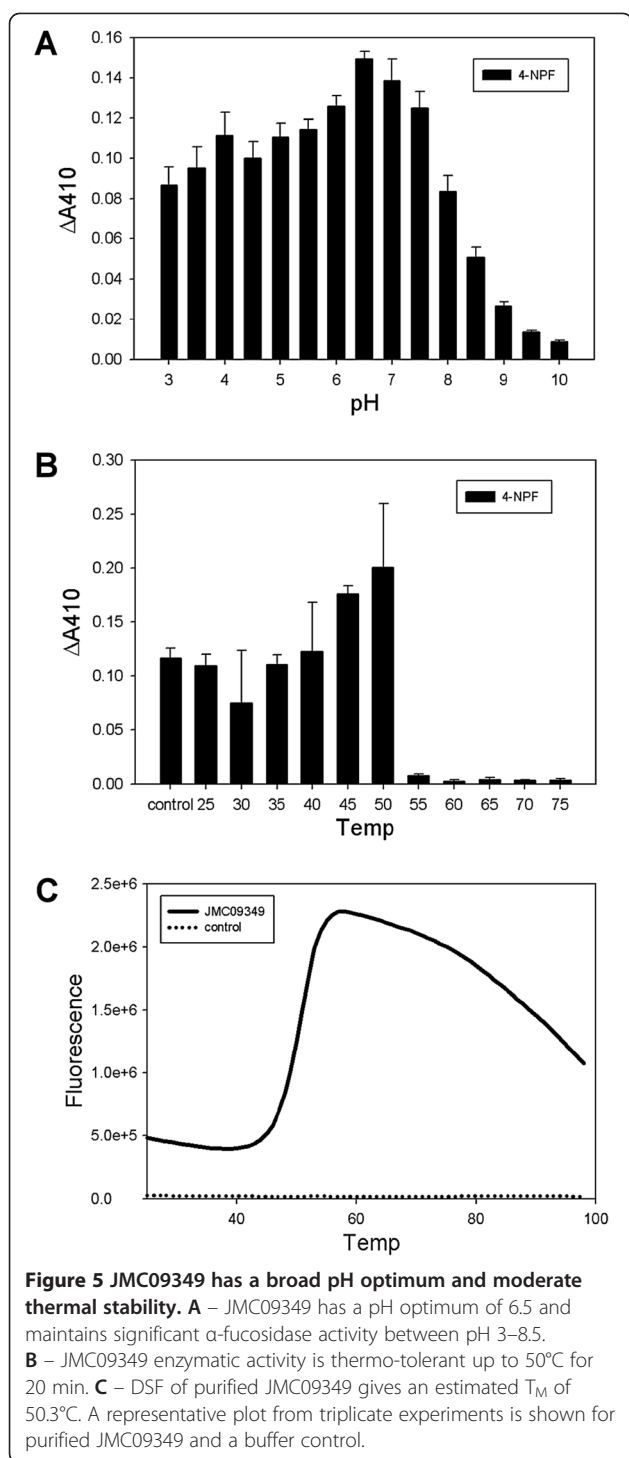 A
0.16
0.14
0.12
0.10
0.08
0.06
0.04
0.02
0.00
ΔA410
4-NPF
3 4 5 6 7 8 9 10
pH
B
0.30
0.25
0.20
0.15
0.10
0.05
0.00
ΔA410
4-NPF
control 25 30 35 40 45 50 55 60 65 70 75
Temp
C
2.5e+6
2.0e+6
1.5e+6
1.0e+6
5.0e+5
0.0
Fluorescence
JMC09349
control
40 60 80 100
Temp
Figure 5 JMC09349 has a broad pH optimum and moderate
thermal stability. A – JMC09349 has a pH optimum of 6.5 and
maintains significant α-fucosidase activity between pH 3–8.5.
B – JMC09349 enzymatic activity is thermo-tolerant up to 50°C for
20 min. C – DSF of purified JMC09349 gives an estimated TM of
50.3°C. A representative plot from triplicate experiments is shown for
purified JMC09349 and a buffer control.